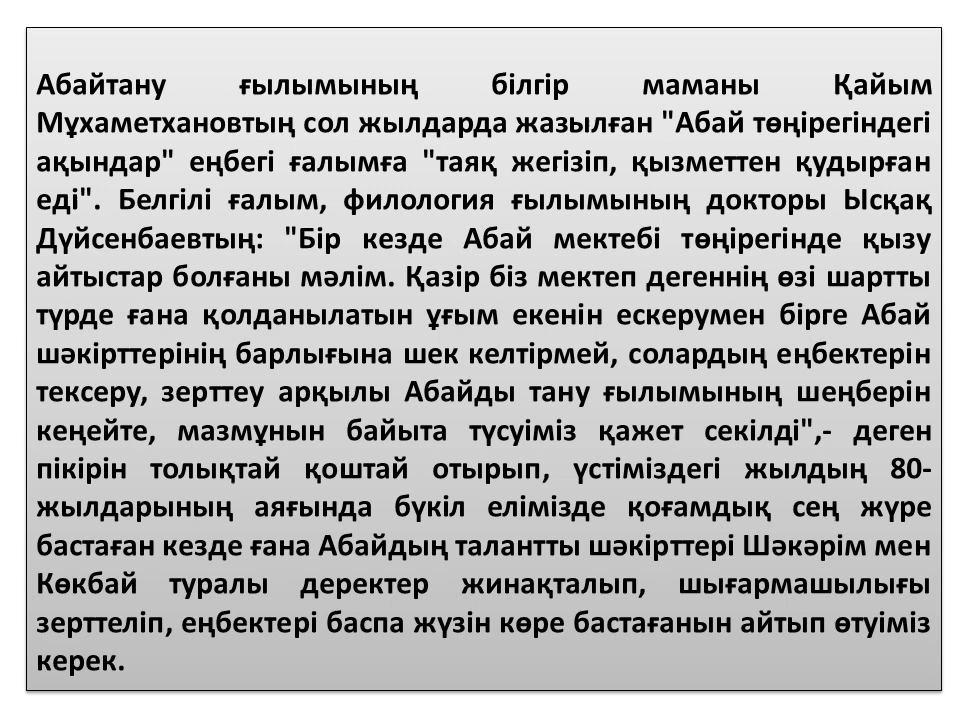 Абайтану ғылымының білгір маманы Қайым
Мұхаметхановтың сол жылдарда жазылған "Абай төңірегіндегі
ақындар" еңбегі ғалымға "таяқ жегізіп, қызметтен қудырған
еді". Белгілі ғалым, филология ғылымының докторы Ысқақ
Дүйсенбаевтың: "Бір кезде Абай мектебі төңірегінде қызу
айтыстар болғаны мәлім. Қазір біз мектеп дегеннің өзі шартты
түрде ғана қолданылатын ұғым екенін ескерумен бірге Абай
шәкірттерінің барлығына шек келтірмей, солардың еңбектерін
тексеру, зерттеу арқылы Абайды тану ғылымының шеңберін
кеңейте, мазмұнын байыта түсуіміз қажет секілді",- деген
пікірін толықтай қоштай отырып, үстіміздегі жылдың 80-
жылдарының аяғында бүкіл елімізде қоғамдық сең жүре
бастаған кезде ғана Абайдың талантты шәкірттері Шәкәрім мен
Көкбай туралы деректер жинақталып, шығармашылығы
зерттеліп, еңбектері баспа жүзін көре бастағанын айтып өтуіміз
керек.